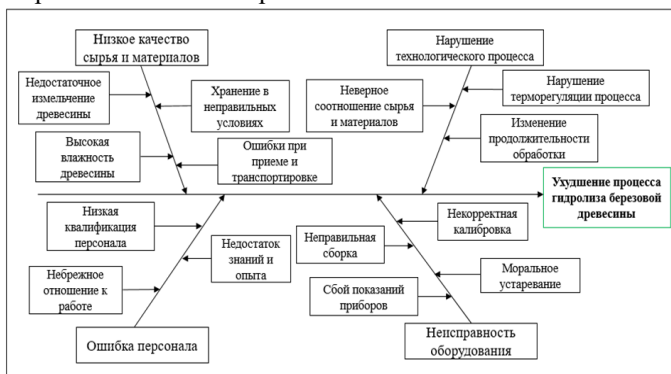 Низкое качество
сырья и материалов
Нарушение
технологического процесса
Недостаточное
измельчение
древесины
Хранение в
неправильных
условиях
Неверное
соотношение сырья
и материалов
Нарушение
терморегуляции процесса
Высокая
влажность
древесины
Ошибки при
приеме и
транспортировке
Изменение
продолжительности
обработки
Ухудшение процесса
гидролиза березовой
древесины
Низкая
квалификация
персонала
Недостаток
знаний и
опыта
Небрежное
отношение к
работе
Некорректная
калибровка
Неправильная
сборка
Моральное
устаревание
Сбой показаний
приборов
Ошибка персонала
Неисправность
оборудования